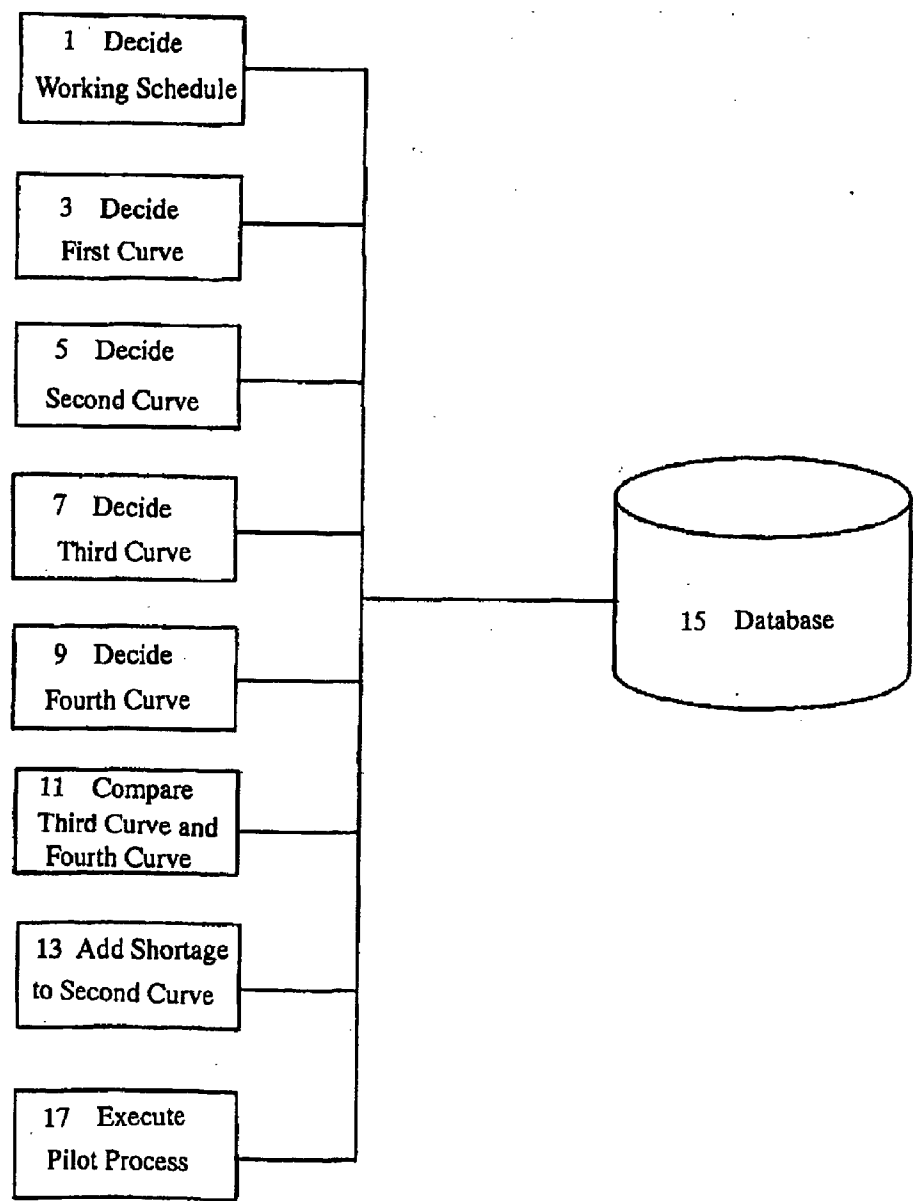 1 Decide
Working Schedule
3 Decide
First Curve
5 Decide
Second Curve
7 Decide
Third Curve
9 Decide
Fourth Curve
11 Compare
Third Curve and
Fourth Curve
13 Add Shortage
to Second Curve
17 Execute
Pilot Process
15 Database